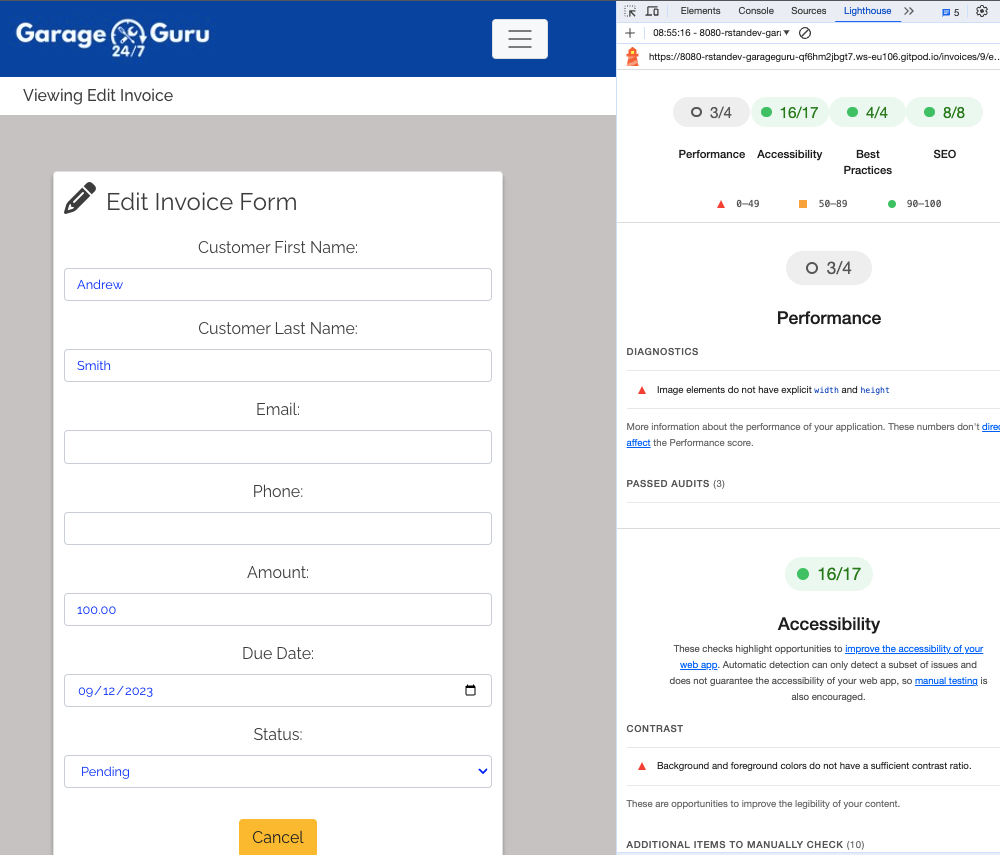 Garage Guru
24/7
Viewing Edit Invoice
Edit Invoice Form
Customer First Name:
Andrew
Customer Last Name:
Smith
Email:
Phone:
Amount:
100.00
Due Date:
09/12/2023
Status:
Pending
Cancel
Elements Console Sources Lighthouse 5
08:55:16 - 8080-rstandev-gar
https://8080-rstandev-garageguru-qf6hm2jbgt7.ws-eu106.gitpod.io/invoices/9/e…
3/4 16/17 4/4 8/8
Performance Accessibility Best Practices SEO
0–49 50–89 90–100
3/4
Performance
DIAGNOSTICS
Image elements do not have explicit width and height
More information about the performance of your application. These numbers don't direc
affect the Performance score.
PASSED AUDITS (3)
16/17
Accessibility
These checks highlight opportunities to improve the accessibility of your
web app. Automatic detection can only detect a subset of issues and
does not guarantee the accessibility of your web app, so manual testing is
also encouraged.
CONTRAST
Background and foreground colors do not have a sufficient contrast ratio.
These are opportunities to improve the legibility of your content.
ADDITIONAL ITEMS TO MANUALLY CHECK (10)